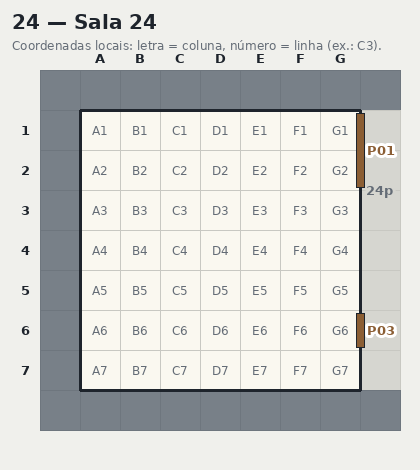 24 — Sala 24
Coordenadas locais: letra = coluna, número = linha (ex.: C3).
A B C D E F G
1 A1 B1 C1 D1 E1 F1 G1
P01
2 A2 B2 C2 D2 E2 F2 G2
24p
3 A3 B3 C3 D3 E3 F3 G3
4 A4 B4 C4 D4 E4 F4 G4
5 A5 B5 C5 D5 E5 F5 G5
6 A6 B6 C6 D6 E6 F6 G6 P03
7 A7 B7 C7 D7 E7 F7 G7